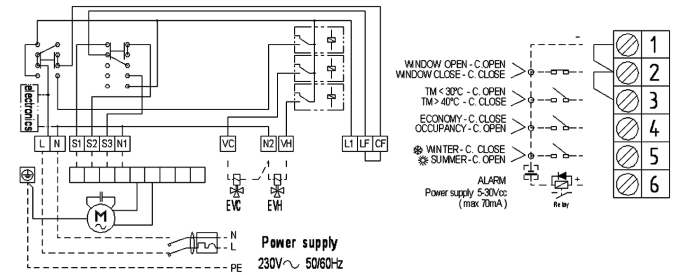 electronics
L N S1 S2 S3 N1 VC N2 VH L1 LF CF
EVC EVH
M
N
L
PE
Power supply
230V 50/60Hz
WINDOW OPEN - C. OPEN
WINDOW CLOSE - C. CLOSE
TM < 30°C - C. OPEN
TM > 40°C - C. CLOSE
ECONOMY - C. CLOSE
OCCUPANCY - C. OPEN
WINTER - C. CLOSE
SUMMER - C. OPEN
ALARM
Power supply 5-30Vcc
( max 70mA )
-
+
Relay
1
2
3
4
5
6